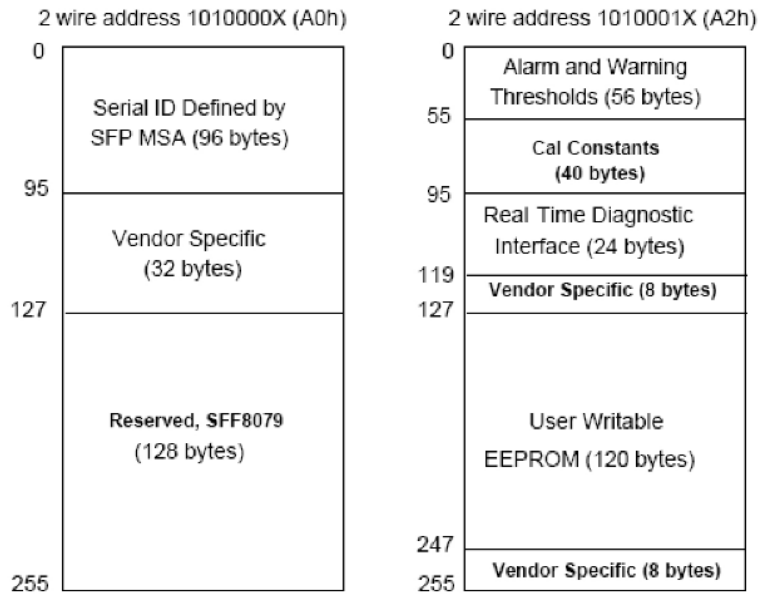 2 wire address 1010000X (A0h)
0
Serial ID Defined by
SFP MSA (96 bytes)
95
Vendor Specific
(32 bytes)
127
Reserved, SFF8079
(128 bytes)
255
2 wire address 1010001X (A2h)
0
Alarm and Warning
Thresholds (56 bytes)
55
Cal Constants
(40 bytes)
95
Real Time Diagnostic
Interface (24 bytes)
119
Vendor Specific (8 bytes)
127
User Writable
EEPROM (120 bytes)
247
Vendor Specific (8 bytes)
255